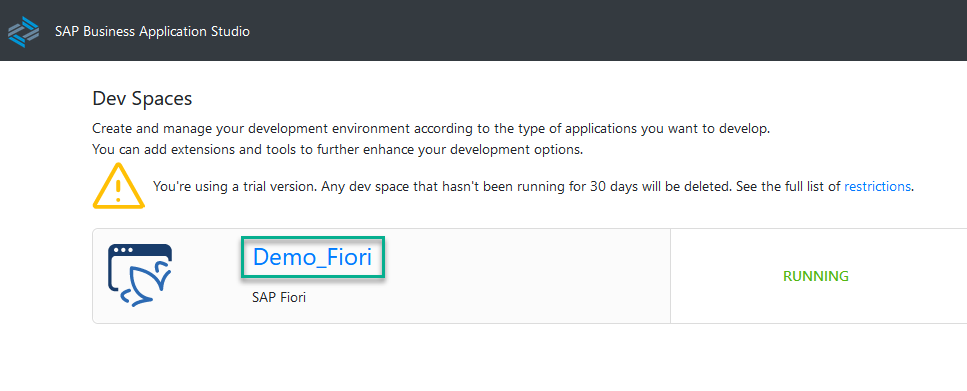 SAP Business Application Studio
Dev Spaces
Create and manage your development environment according to the type of applications you want to develop.
You can add extensions and tools to further enhance your development options.
You're using a trial version. Any dev space that hasn't been running for 30 days will be deleted. See the full list of restrictions.
Demo_Fiori
RUNNING
SAP Fiori